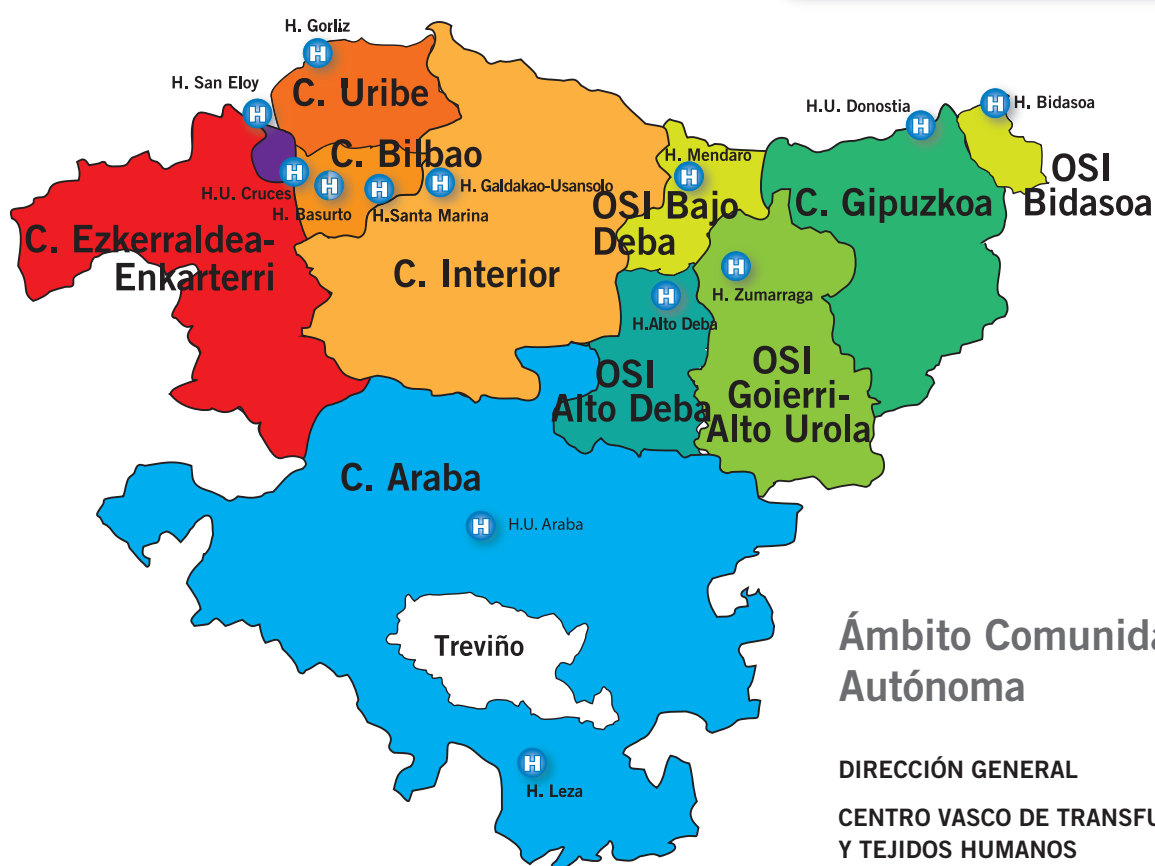 H. Gorliz
H. San Eloy
C. Uribe
H.U. Donostia
H. Bidasoa
C. Bilbao
H. Mendaro
H.U. Cruces
H. Basurto
H.Santa Marina
H. Galdakao-Usansolo
OSI
Bidasoa
OSI Bajo
Deba
C. Gipuzkoa
C. Ezkerraldea-
Enkarterri
C. Interior
H. Zumarraga
H.Alto Deba
OSI
Alto Deba
OSI
Goierri-
Alto Urola
C. Araba
H.U. Araba
Treviño
H. Leza
Ámbito Comunida
Autónoma
DIRECCIÓN GENERAL
CENTRO VASCO DE TRANSFU
Y TEJIDOS HUMANOS
H
H
H
H
H
H
H
H
H
H
H
H
H
H